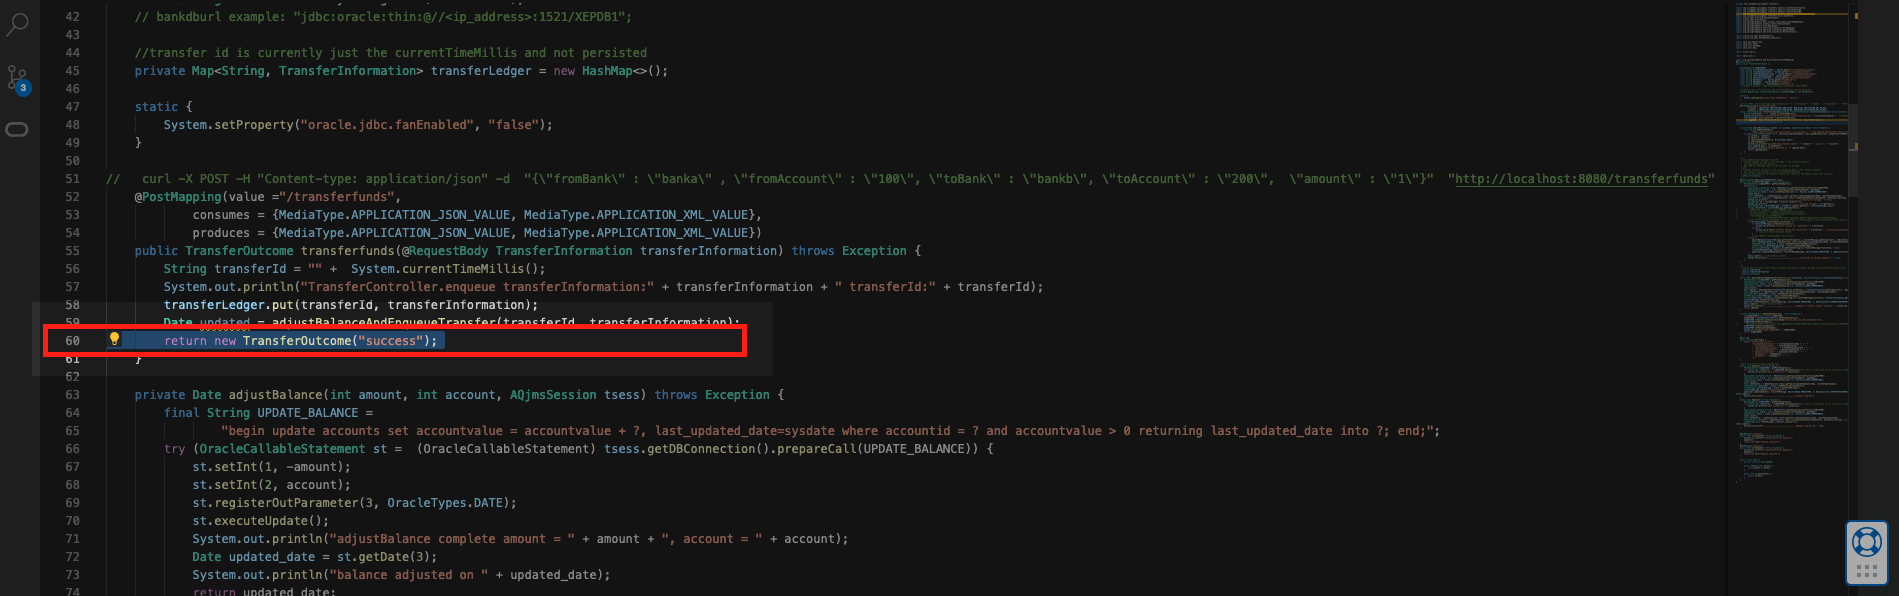 42 // bankdburl example: "jdbc:oracle:thin:@//<ip_address>:1521/XEPDB1";
43
44 //transfer id is currently just the currentTimeMillis and not persisted
45 private Map<String, TransferInformation> transferLedger = new HashMap<>();
46
47 static {
48 System.setProperty("oracle.jdbc.fanEnabled", "false");
49 }
50
51 // curl -X POST -H "Content-type: application/json" -d "{\"fromBank\" : \"banka\" , \"fromAccount\" : \"100\", \"toBank\" : \"bankb\", \"toAccount\" : \"200\", \"amount\" : \"1\"}" "http://localhost:8080/transferfunds"
52 @PostMapping(value ="/transferfunds",
53 consumes = {MediaType.APPLICATION_JSON_VALUE, MediaType.APPLICATION_XML_VALUE},
54 produces = {MediaType.APPLICATION_JSON_VALUE, MediaType.APPLICATION_XML_VALUE})
55 public TransferOutcome transferfunds(@RequestBody TransferInformation transferInformation) throws Exception {
56 String transferId = "" + System.currentTimeMillis();
57 System.out.println("TransferController.enqueue transferInformation:" + transferInformation + " transferId:" + transferId);
58 transferLedger.put(transferId, transferInformation);
59 Date updated = adjustBalanceAndEnqueueTransfer(transferId, transferInformation);
60 return new TransferOutcome("success");
61 }
62
63 private Date adjustBalance(int amount, int account, AQjmsSession tsess) throws Exception {
64 final String UPDATE_BALANCE =
65 "begin update accounts set accountvalue = accountvalue + ?, last_updated_date=sysdate where accountid = ? and accountvalue > 0 returning last_updated_date into ?; end;";
66 try (OracleCallableStatement st = (OracleCallableStatement) tsess.getDBConnection().prepareCall(UPDATE_BALANCE)) {
67 st.setInt(1, -amount);
68 st.setInt(2, account);
69 st.registerOutParameter(3, OracleTypes.DATE);
70 st.executeUpdate();
71 System.out.println("adjustBalance complete amount = " + amount + ", account = " + account);
72 Date updated_date = st.getDate(3);
73 System.out.println("balance adjusted on " + updated_date);
74 return updated_date;
3